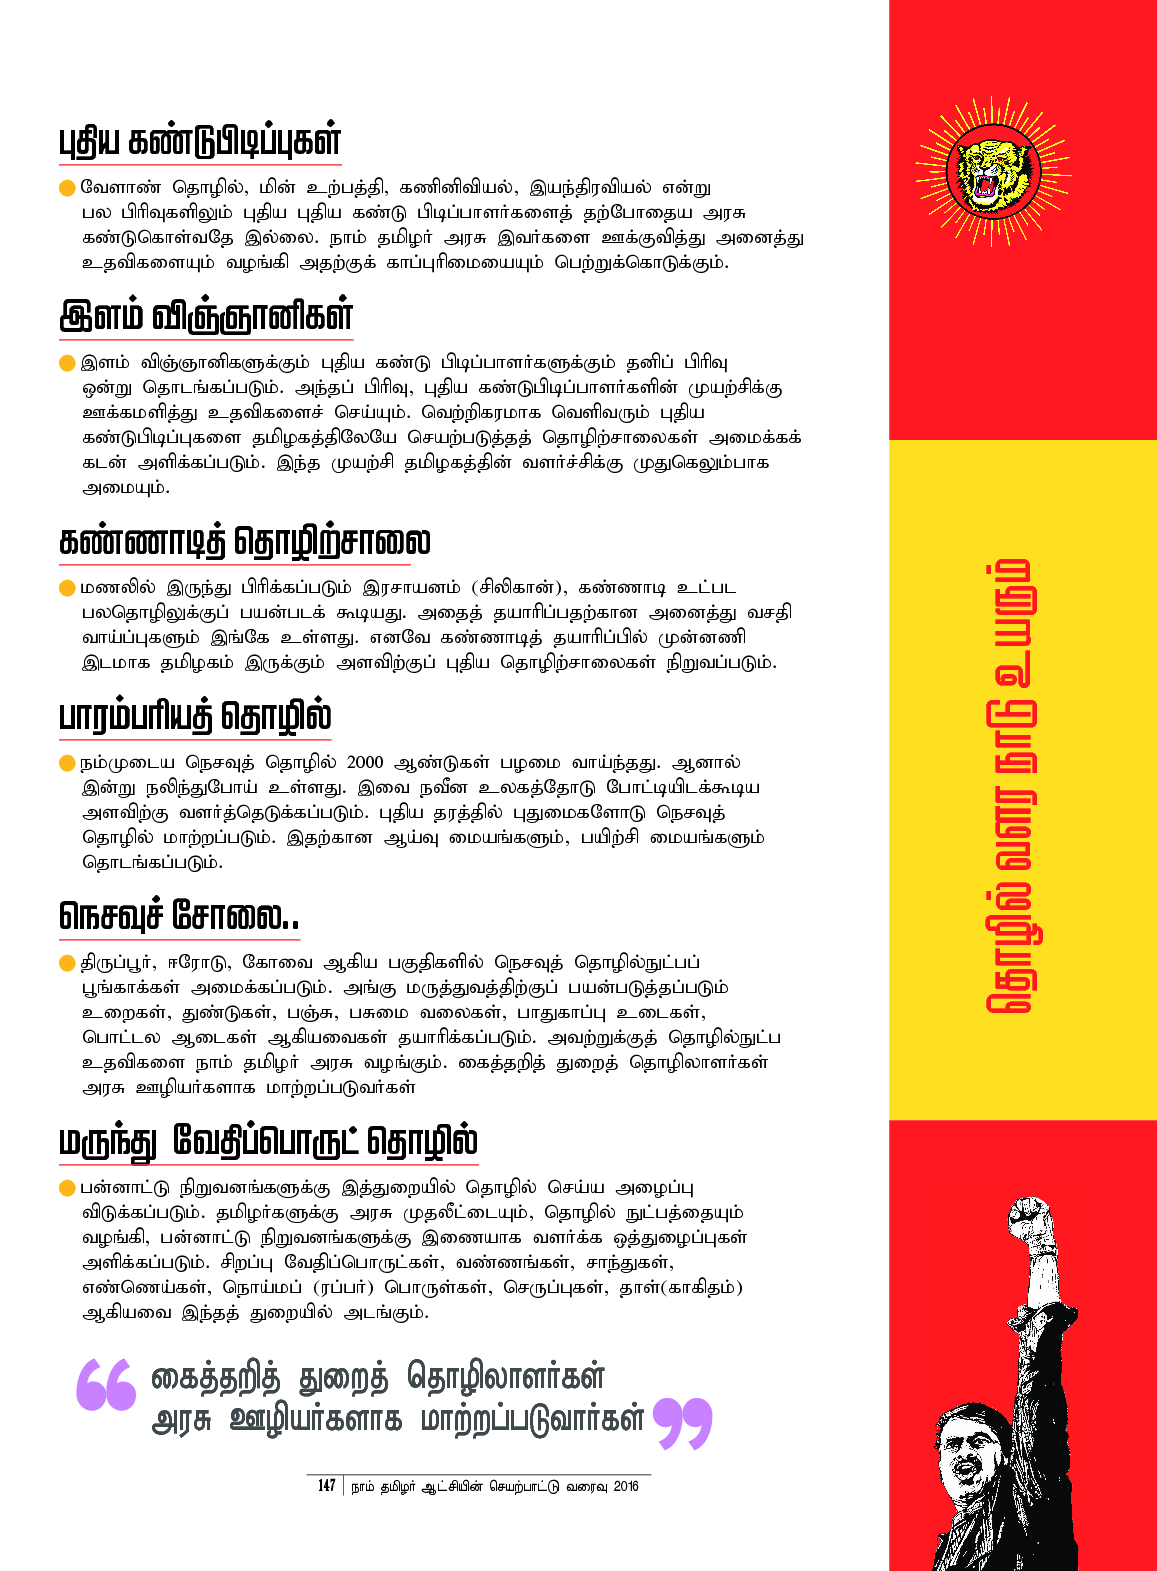 புதிய கண்டுபிடிப்புகள்
வேளாண் தொழில், மின் உற்பத்தி, கணினிவியல், இயந்திரவியல் என்று
பல பிரிவுகளிலும் புதிய புதிய கண்டு பிடிப்பாளர்களைத் தற்போதைய அரசு
கண்டுகொள்வதே இல்லை. நாம் தமிழர் அரசு இவர்களை ஊக்குவித்து அனைத்து
உதவிகளையும் வழங்கி அதற்குக் காப்புரிமையையும் பெற்றுக்கொடுக்கும்.
இளம் விஞ்ஞானிகள்
இளம் விஞ்ஞானிகளுக்கும் புதிய கண்டு பிடிப்பாளர்களுக்கும் தனிப் பிரிவு
ஒன்று தொடங்கப்படும். அந்தப் பிரிவு, புதிய கண்டுபிடிப்பாளர்களின் முயற்சிக்கு
ஊக்கமளித்து உதவிகளைச் செய்யும். வெற்றிகரமாக வெளிவரும் புதிய
கண்டுபிடிப்புகளை தமிழகத்திலேயே செயற்படுத்தத் தொழிற்சாலைகள் அமைக்கக்
கடன் அளிக்கப்படும். இந்த முயற்சி தமிழகத்தின் வளர்ச்சிக்கு முதுகெலும்பாக
அமையும்.
கண்ணாடித் தொழிற்சாலை
மணலில் இருந்து பிரிக்கப்படும் இரசாயனம் (சிலிகான்), கண்ணாடி உட்பட
பலதொழிலுக்குப் பயன்படக் கூடியது. அதைத் தயாரிப்பதற்கான அனைத்து வசதி
வாய்ப்புகளும் இங்கே உள்ளது. எனவே கண்ணாடித் தயாரிப்பில் முன்னணி
இடமாக தமிழகம் இருக்கும் அளவிற்குப் புதிய தொழிற்சாலைகள் நிறுவப்படும்.
பாரம்பரியத் தொழில்
நம்முடைய நெசவுத் தொழில் 2000 ஆண்டுகள் பழமை வாய்ந்தது. ஆனால்
இன்று நலிந்துபோய் உள்ளது. இவை நவீன உலகத்தோடு போட்டியிடக்கூடிய
அளவிற்கு வளர்த்தெடுக்கப்படும். புதிய தரத்தில் புதுமைகளோடு நெசவுத்
தொழில் மாற்றப்படும். இதற்கான ஆய்வு மையங்களும், பயிற்சி மையங்களும்
தொடங்கப்படும்.
நெசவுச் சோலை..
திருப்பூர், ஈரோடு, கோவை ஆகிய பகுதிகளில் நெசவுத் தொழில்நுட்பப்
பூங்காக்கள் அமைக்கப்படும். அங்கு மருத்துவத்திற்குப் பயன்படுத்தப்படும்
உறைகள், துண்டுகள், பஞ்சு, பசுமை வலைகள், பாதுகாப்பு உடைகள்,
பொட்டல ஆடைகள் ஆகியவைகள் தயாரிக்கப்படும். அவற்றுக்குத் தொழில்நுட்ப
உதவிகளை நாம் தமிழர் அரசு வழங்கும். கைத்தறித் துறைத் தொழிலாளர்கள்
அரசு ஊழியர்களாக மாற்றப்படுவர்கள்
மருந்து வேதிப்பொருட் தொழில்
பன்னாட்டு நிறுவனங்களுக்கு இத்துறையில் தொழில் செய்ய அழைப்பு
விடுக்கப்படும். தமிழர்களுக்கு அரசு முதலீட்டையும், தொழில் நுட்பத்தையும்
வழங்கி, பன்னாட்டு நிறுவனங்களுக்கு இணையாக வளர்க்க ஒத்துழைப்புகள்
அளிக்கப்படும். சிறப்பு வேதிப்பொருட்கள், வண்ணங்கள், சாந்துகள்,
எண்ணெய்கள், நொய்மப் (ரப்பர்) பொருள்கள், செருப்புகள், தாள்(காகிதம்)
ஆகியவை இந்தத் துறையில் அடங்கும்.
“கைத்தறித் துறைத் தொழிலாளர்கள்
அரசு ஊழியர்களாக மாற்றப்படுவார்கள்”
147 நாம் தமிழர் ஆட்சியின் செயற்பாட்டு வரைவு 2016
தொழில் வளர நாடு உயரும்